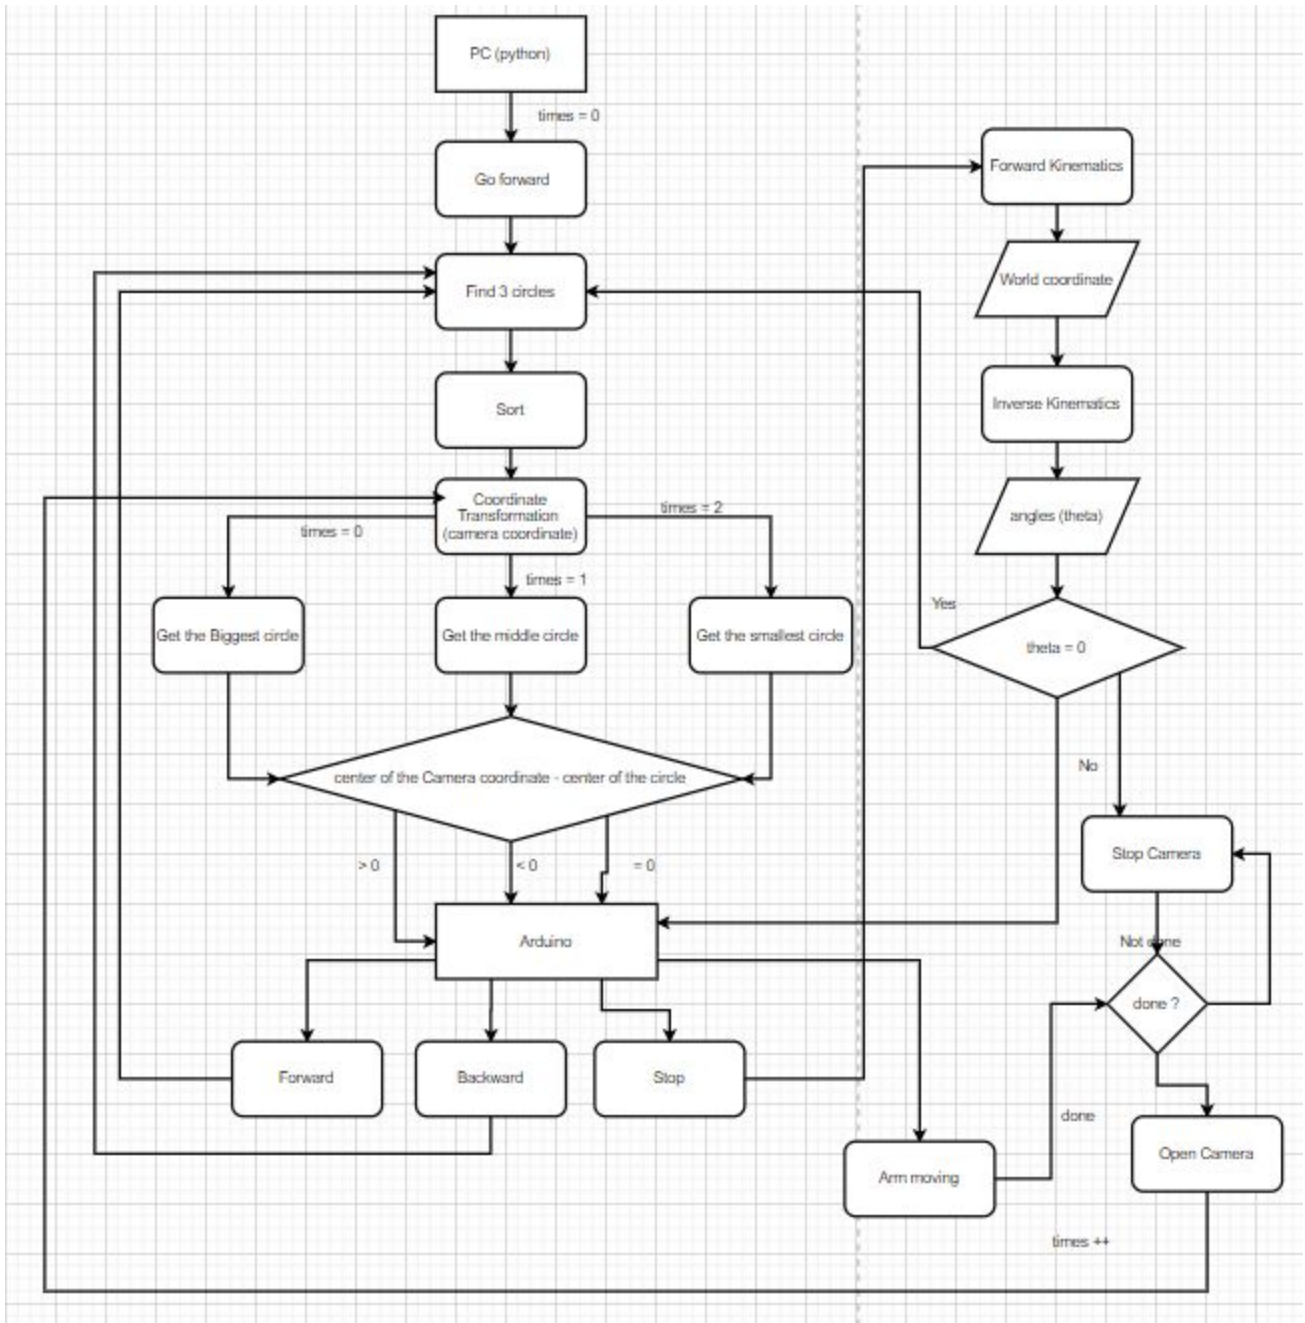 PC (python)
times = 0
Go forward
Find 3 circles
Sort
Coordinate
Transformation
(camera coordinate)
times = 0
times = 1
times = 2
Get the Biggest circle
Get the middle circle
Get the smallest circle
center of the Camera coordinate - center of the circle
> 0
< 0
= 0
Arduino
Forward
Backward
Stop
Forward Kinematics
World coordinate
Inverse Kinematics
angles (theta)
Yes
theta = 0
No
Stop Camera
Not done
done ?
done
Arm moving
Open Camera
times ++